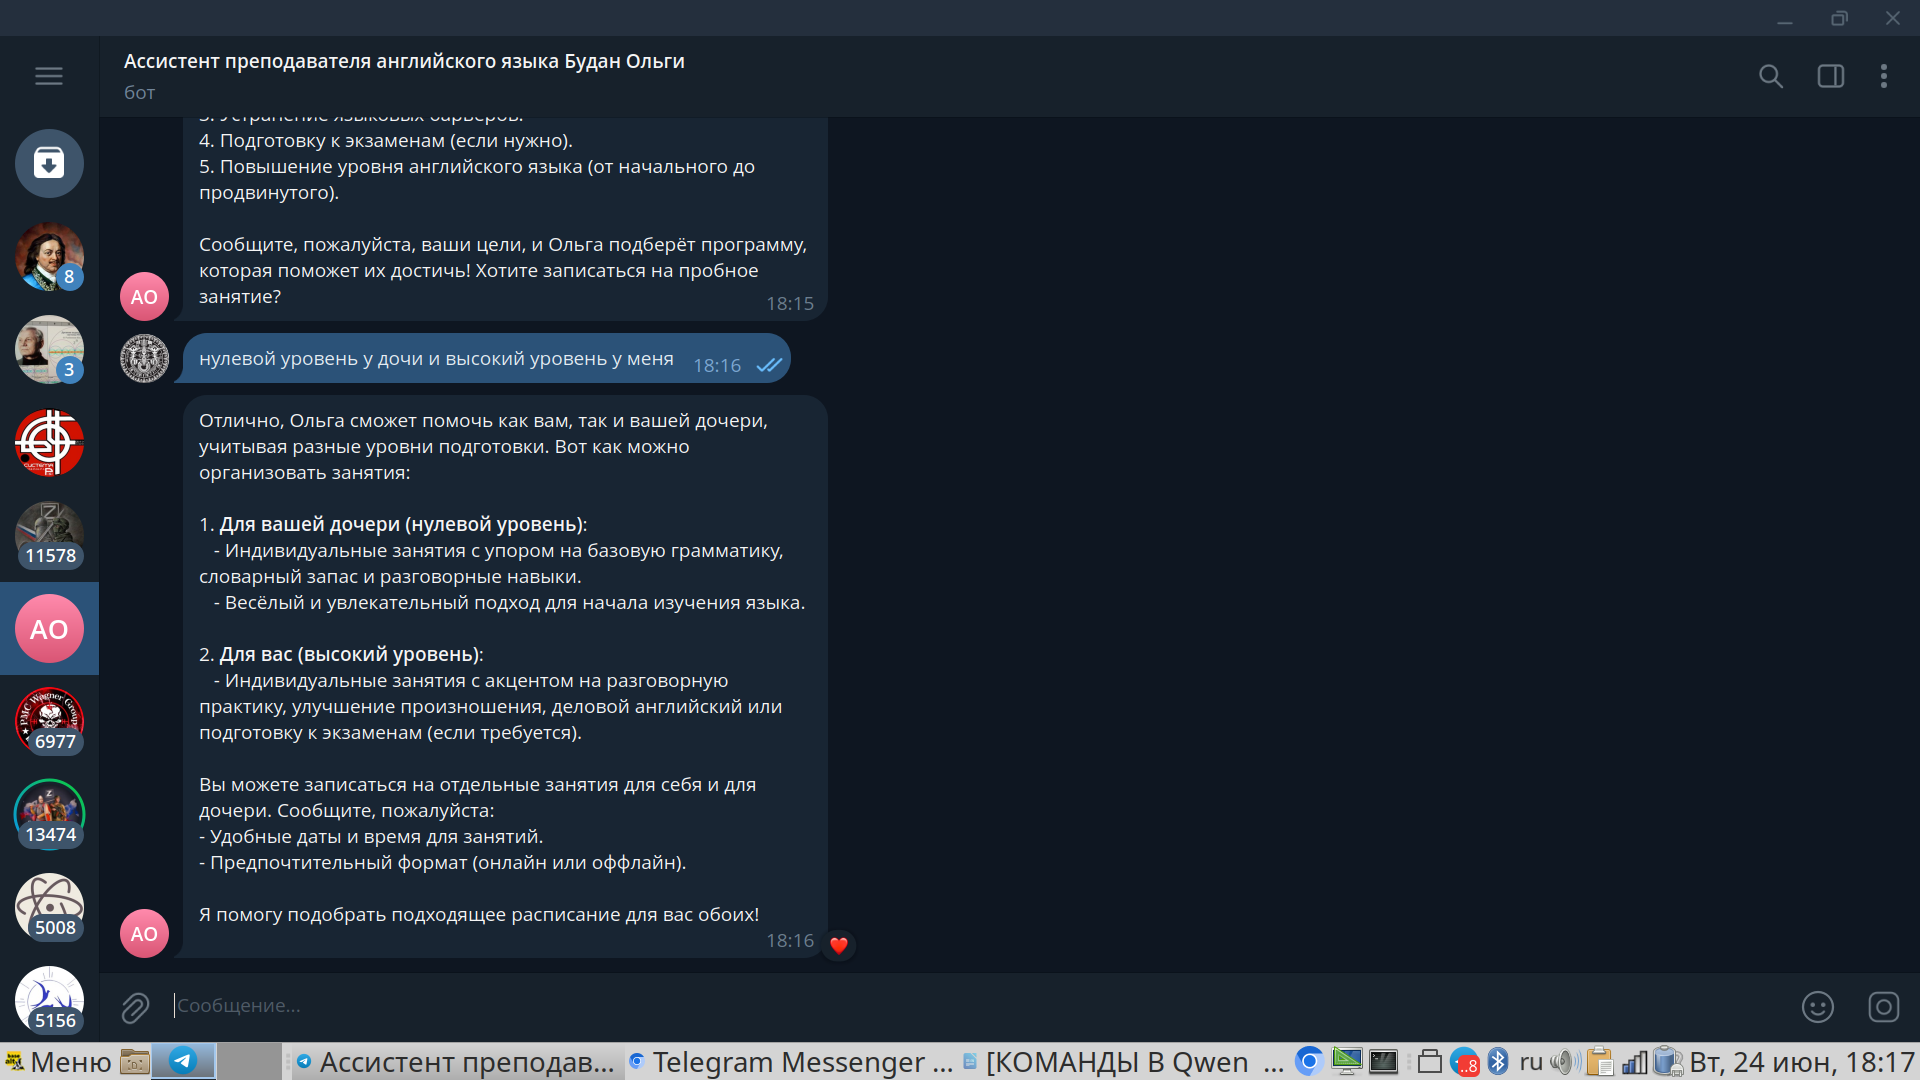 Ассистент преподавателя английского языка Будан Ольги
бот
3. Устранение языковых барьеров.
4. Подготовку к экзаменам (если нужно).
5. Повышение уровня английского языка (от начального до
продвинутого).
Сообщите, пожалуйста, ваши цели, и Ольга подберёт программу,
которая поможет их достичь! Хотите записаться на пробное
занятие?
18:15
АО
нулевой уровень у дочи и высокий уровень у меня 18:16
Отлично, Ольга сможет помочь как вам, так и вашей дочери,
учитывая разные уровни подготовки. Вот как можно
организовать занятия:
1. Для вашей дочери (нулевой уровень):
- Индивидуальные занятия с упором на базовую грамматику,
словарный запас и разговорные навыки.
- Весёлый и увлекательный подход для начала изучения языка.
2. Для вас (высокий уровень):
- Индивидуальные занятия с акцентом на разговорную
практику, улучшение произношения, деловой английский или
подготовку к экзаменам (если требуется).
Вы можете записаться на отдельные занятия для себя и для
дочери. Сообщите, пожалуйста:
- Удобные даты и время для занятий.
- Предпочтительный формат (онлайн или оффлайн).
Я помогу подобрать подходящее расписание для вас обоих!
18:16
АО
Сообщение...
8
3
11578
АО
PMC Wagner Group
6977
13474
5008
5156
Меню
Ассистент преподав...
Telegram Messenger ...
[КОМАНДЫ В Qwen ...
..8
ru
Вт, 24 июн, 18:17